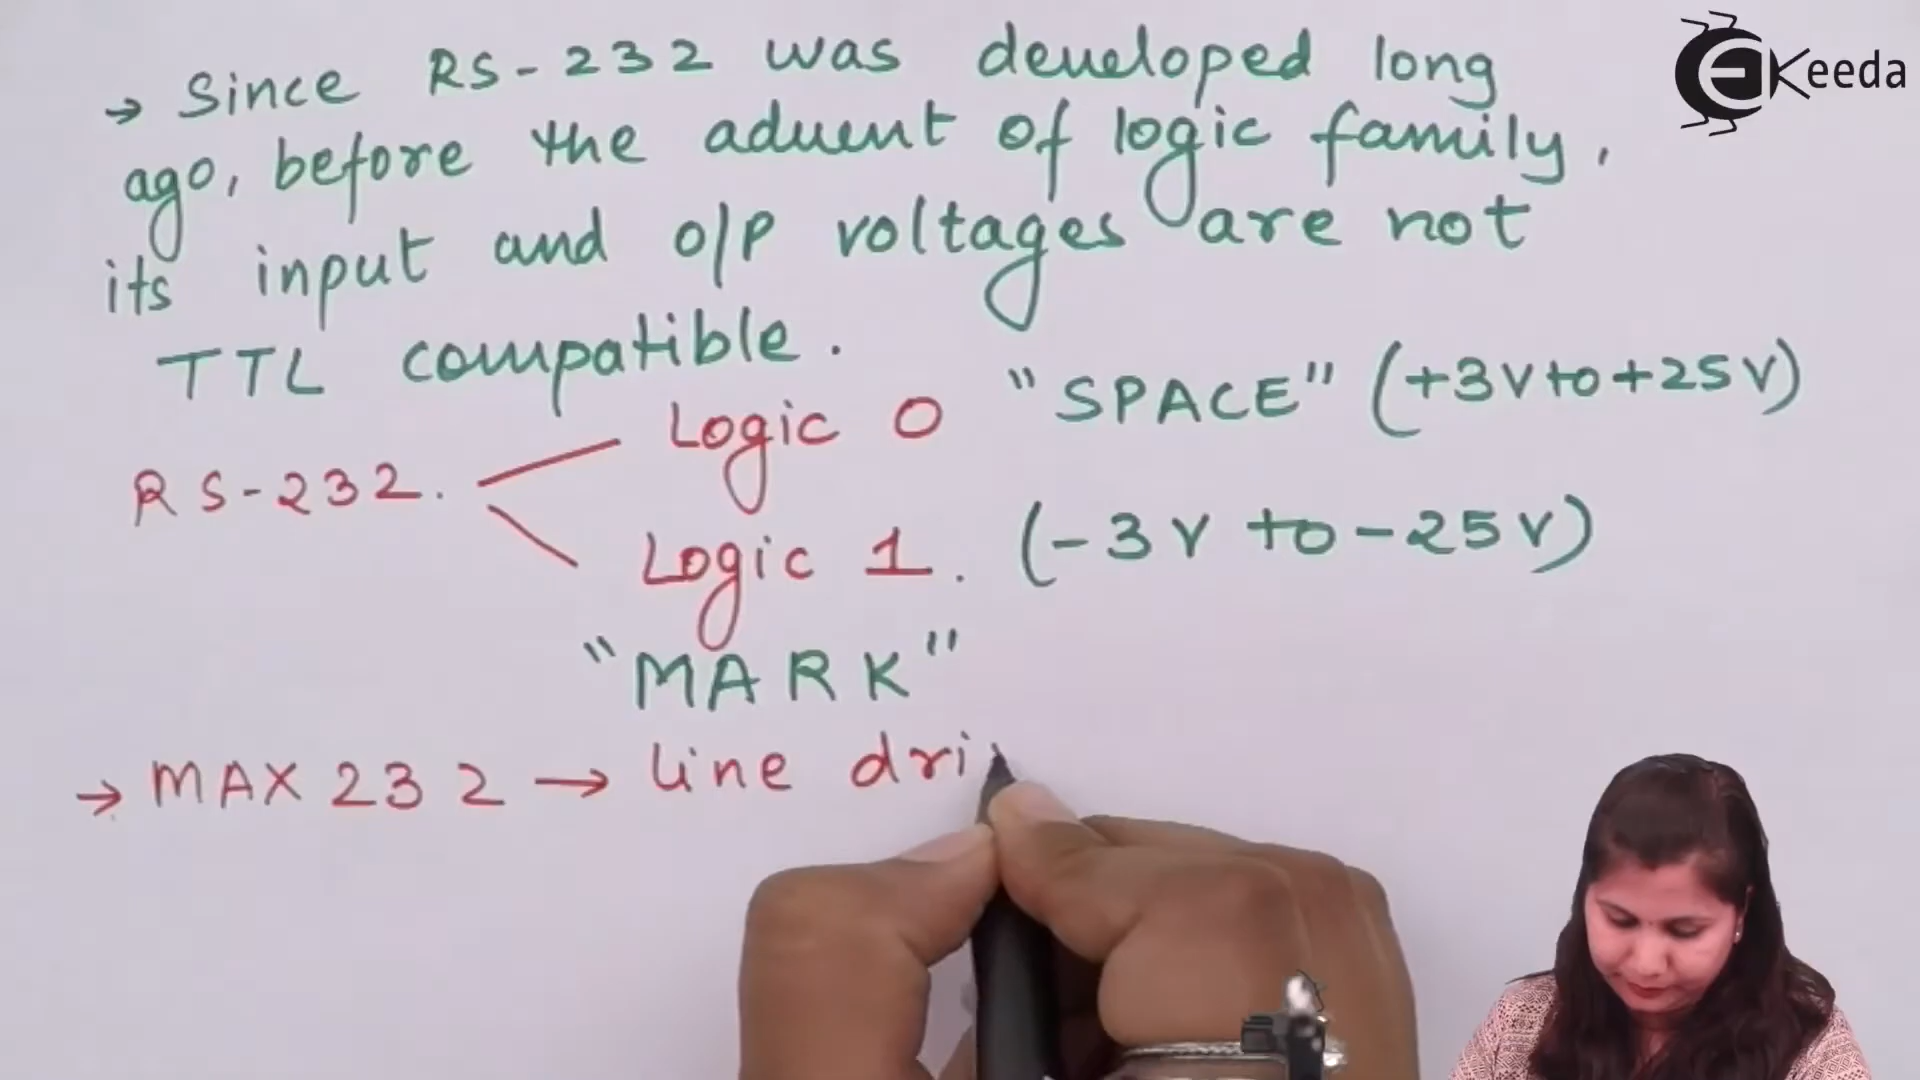 → Since RS-232 was developed long
ago, before the advent of logic family,
its input and o/p voltages are not
TTL compatible.
RS-232.
Logic 0 "SPACE" (+3V to +25V)
Logic 1. (-3V to -25V)
"MARK"
→ MAX 232 → line dri
EKeeda